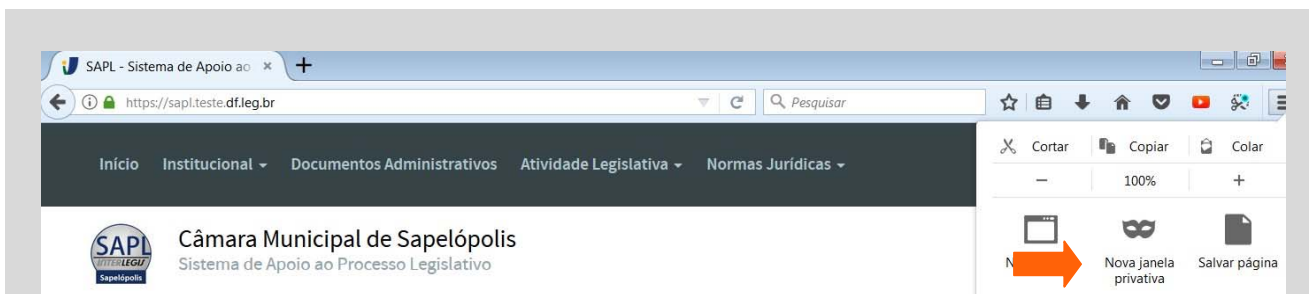 SAPL - Sistema de Apoio ao
https://sapl.teste.df.leg.br
Pesquisar
Início Institucional Documentos Administrativos Atividade Legislativa Normas Jurídicas
Cortar Copiar Colar
100%
SAPL
INTERLEGIS
Sapelópolis
Câmara Municipal de Sapelópolis
Sistema de Apoio ao Processo Legislativo
Nova janela privativa
Salvar página